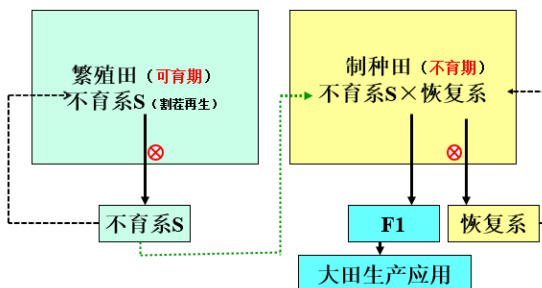 繁殖田（可育期）
不育系S（割茬再生）
不育系S
制种田（不育期）
不育系S×恢复系
F1
恢复系
大田生产应用